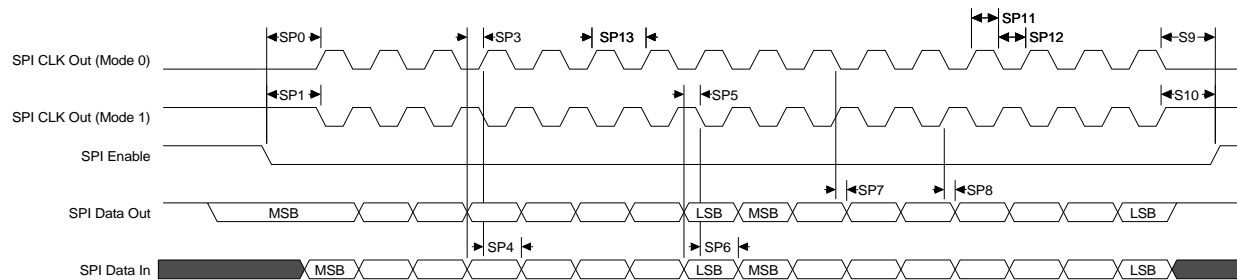 SP0 SP3 SP13 SP11 SP12 S9
SPI CLK Out (Mode 0)
SP1 SP5 S10
SPI CLK Out (Mode 1)
SPI Enable
SP7 SP8
SPI Data Out MSB LSB MSB LSB
SP4 SP6
SPI Data In MSB LSB MSB LSB